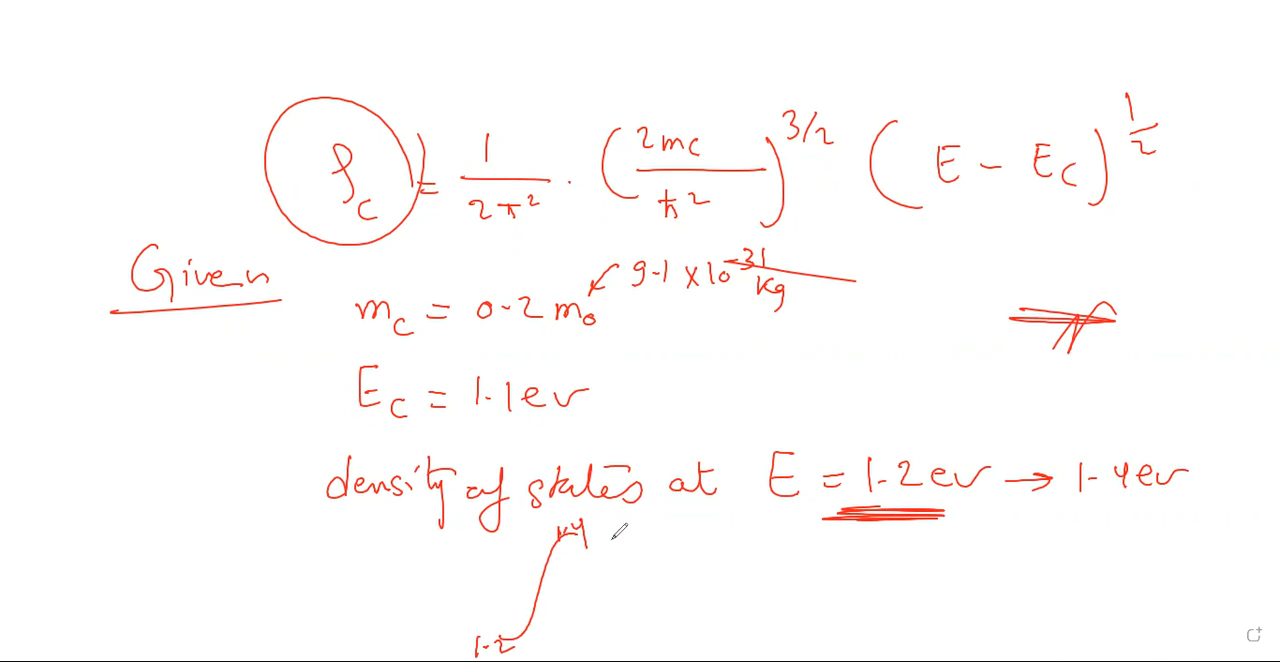 ρc) = 1/2π² · (2mc/ħ²)^3/2 (E - Ec)^1/2
Given
mc = 0.2 m0 ↙ 9.1 × 10^-31 kg
Ec = 1.1 ev
density of states at E = 1.2 ev → 1.4 ev
1.4
1.2